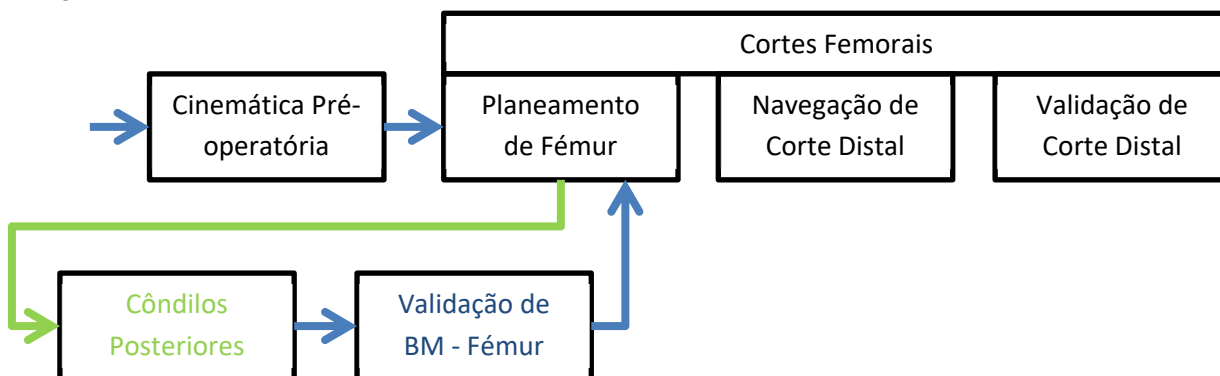 Cortes Femorais
Cinemática Pré-
operatória
Planeamento
de Fémur
Navegação de
Corte Distal
Validação de
Corte Distal
Côndilos
Posteriores
Validação de
BM - Fémur